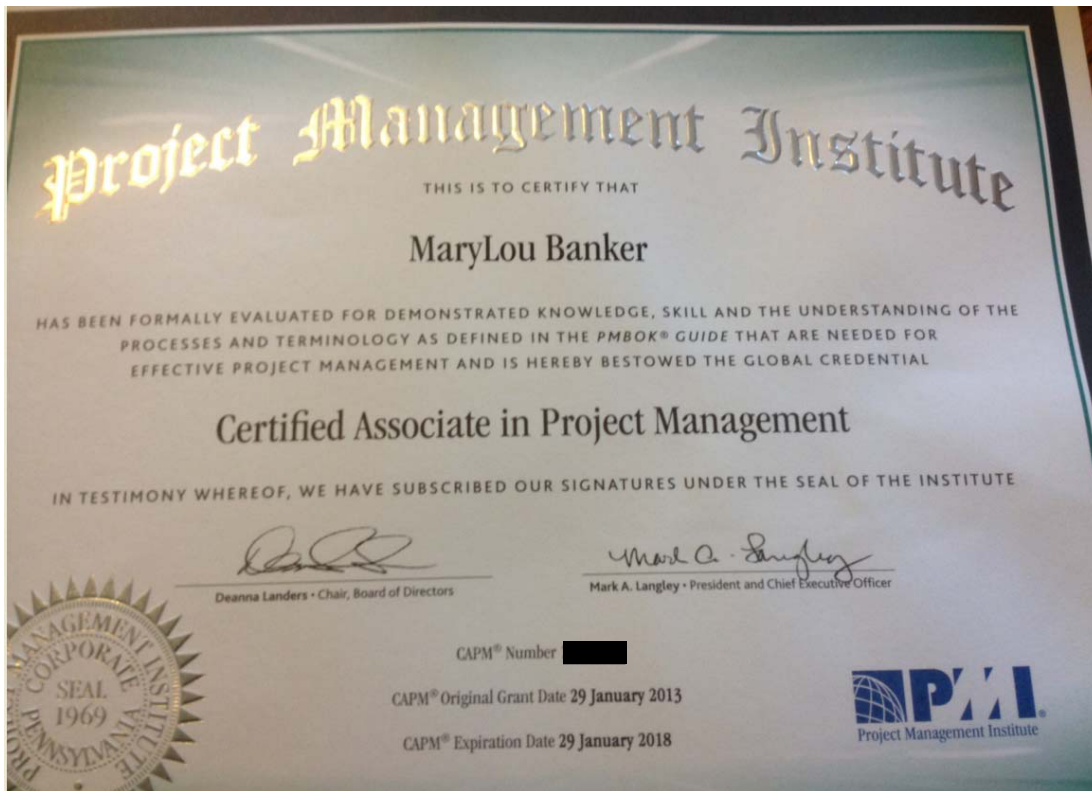 Project Management Institute
THIS IS TO CERTIFY THAT
MaryLou Banker
HAS BEEN FORMALLY EVALUATED FOR DEMONSTRATED KNOWLEDGE, SKILL AND THE UNDERSTANDING OF THE
PROCESSES AND TERMINOLOGY AS DEFINED IN THE PMBOK® GUIDE THAT ARE NEEDED FOR
EFFECTIVE PROJECT MANAGEMENT AND IS HEREBY BESTOWED THE GLOBAL CREDENTIAL
Certified Associate in Project Management
IN TESTIMONY WHEREOF, WE HAVE SUBSCRIBED OUR SIGNATURES UNDER THE SEAL OF THE INSTITUTE
Mark A. Langley
Deanna Landers • Chair, Board of Directors
Mark A. Langley • President and Chief Executive Officer
CAPM® Number
CAPM® Original Grant Date 29 January 2013
CAPM® Expiration Date 29 January 2018
MANAGEMENT INSTITUTE
CORPORATE
SEAL
1969
PENNSYLVANIA
PMI®
Project Management Institute